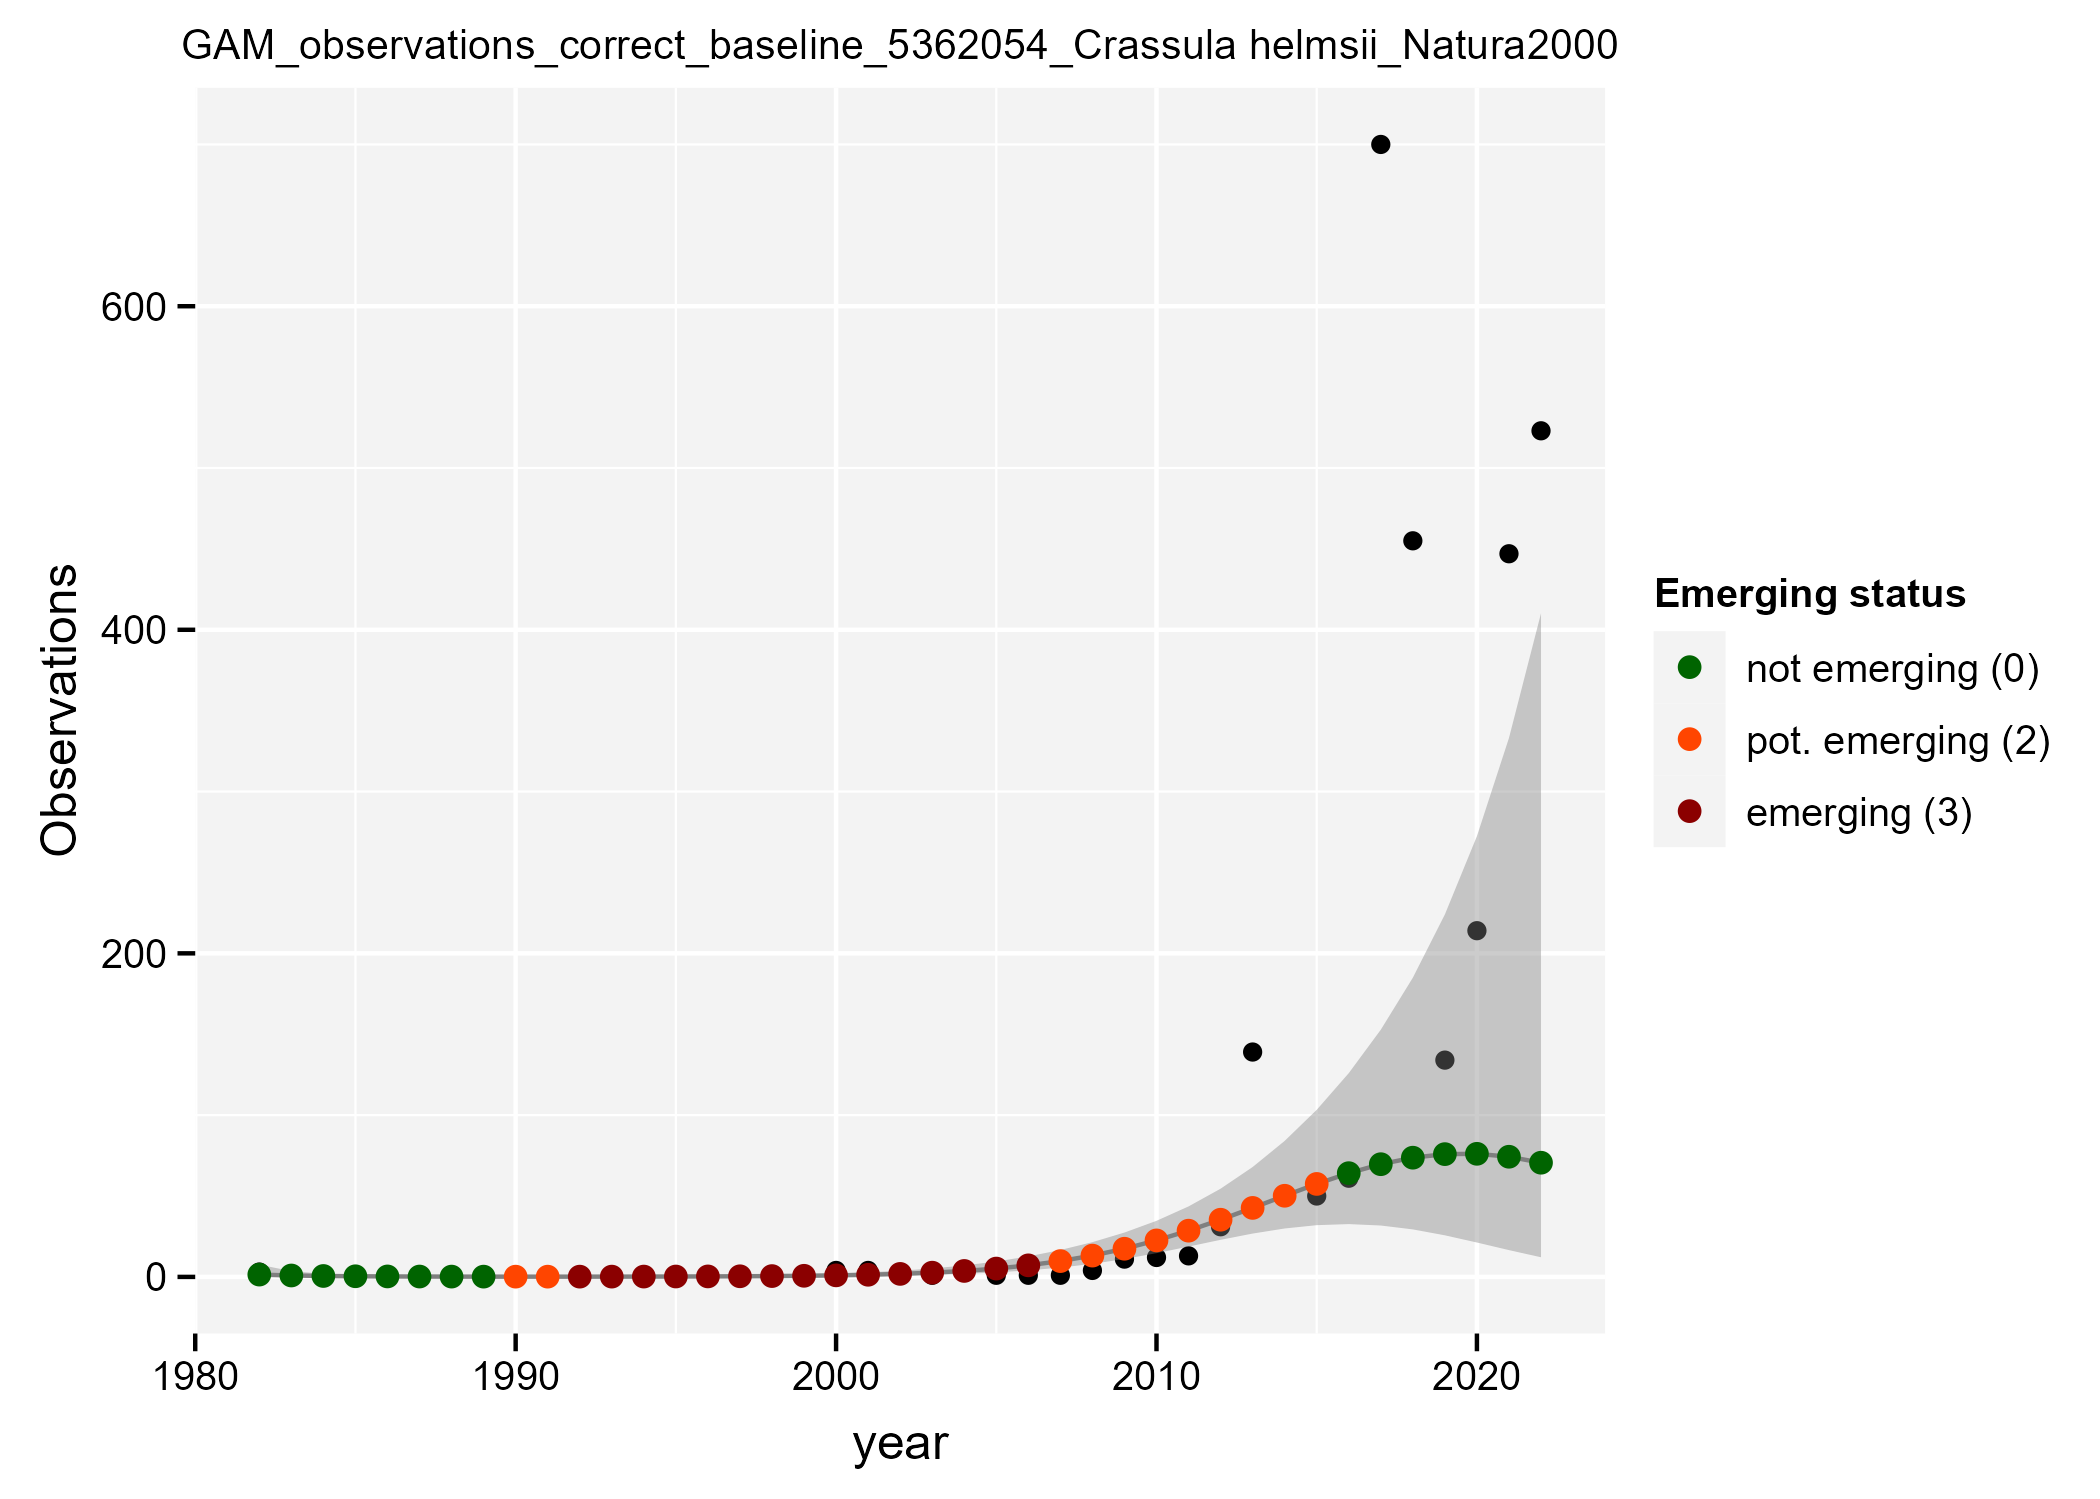 GAM_observations_correct_baseline_5362054_Crassula helmsii_Natura2000
Observations
600
400
200
0
1980 1990 2000 2010 2020
year
Emerging status
not emerging (0)
pot. emerging (2)
emerging (3)